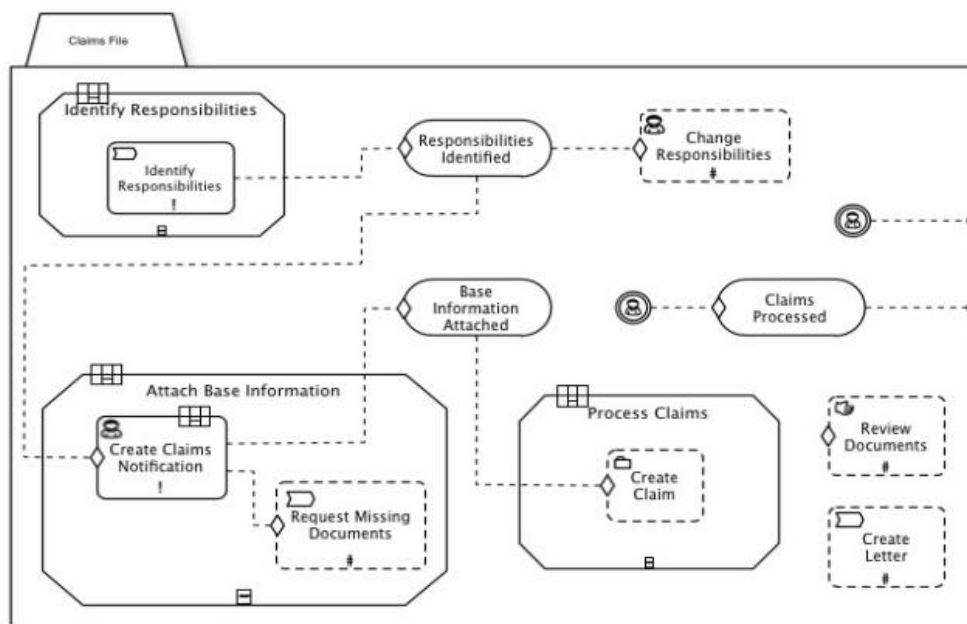 Claims File
Identify Responsibilities
Identify
Responsibilities
!
Responsibilities
Identified
Change
Responsibilities
#
Base
Information
Attached
Claims
Processed
Attach Base Information
Create Claims
Notification
!
Request Missing
Documents
#
Process Claims
Create
Claim
Review
Documents
#
Create
Letter
#